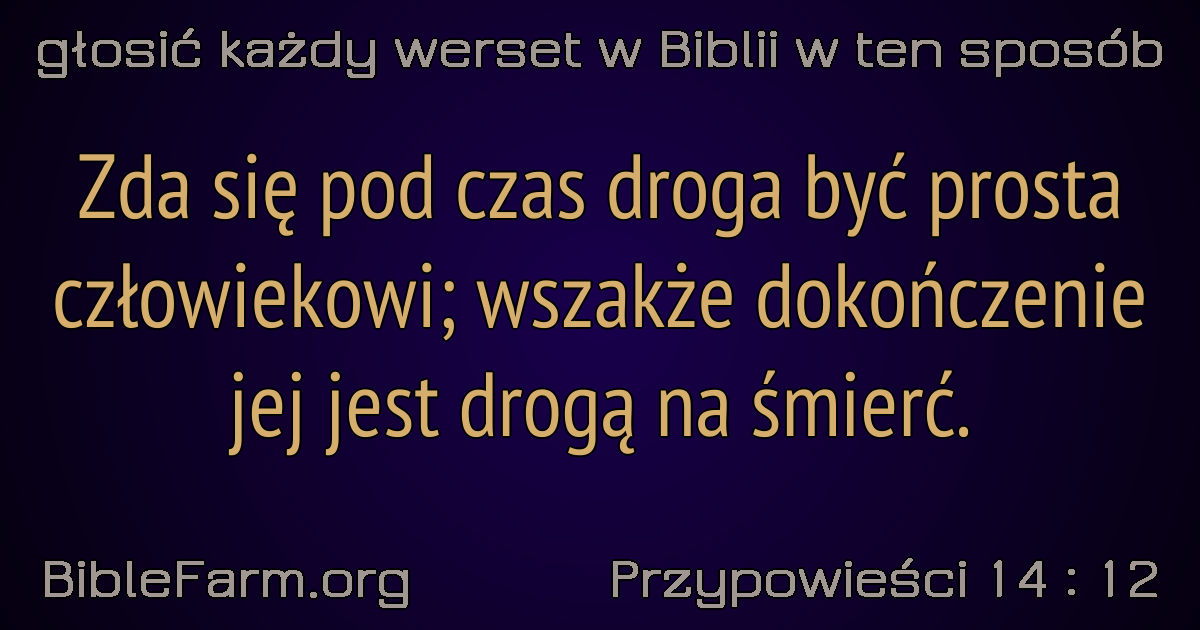 głosić każdy werset w Biblii w ten sposób
Zda się pod czas droga być prosta
człowiekowi; wszakże dokończenie
jej jest drogą na śmierć.
BibleFarm.org
Przypowieści 14 : 12